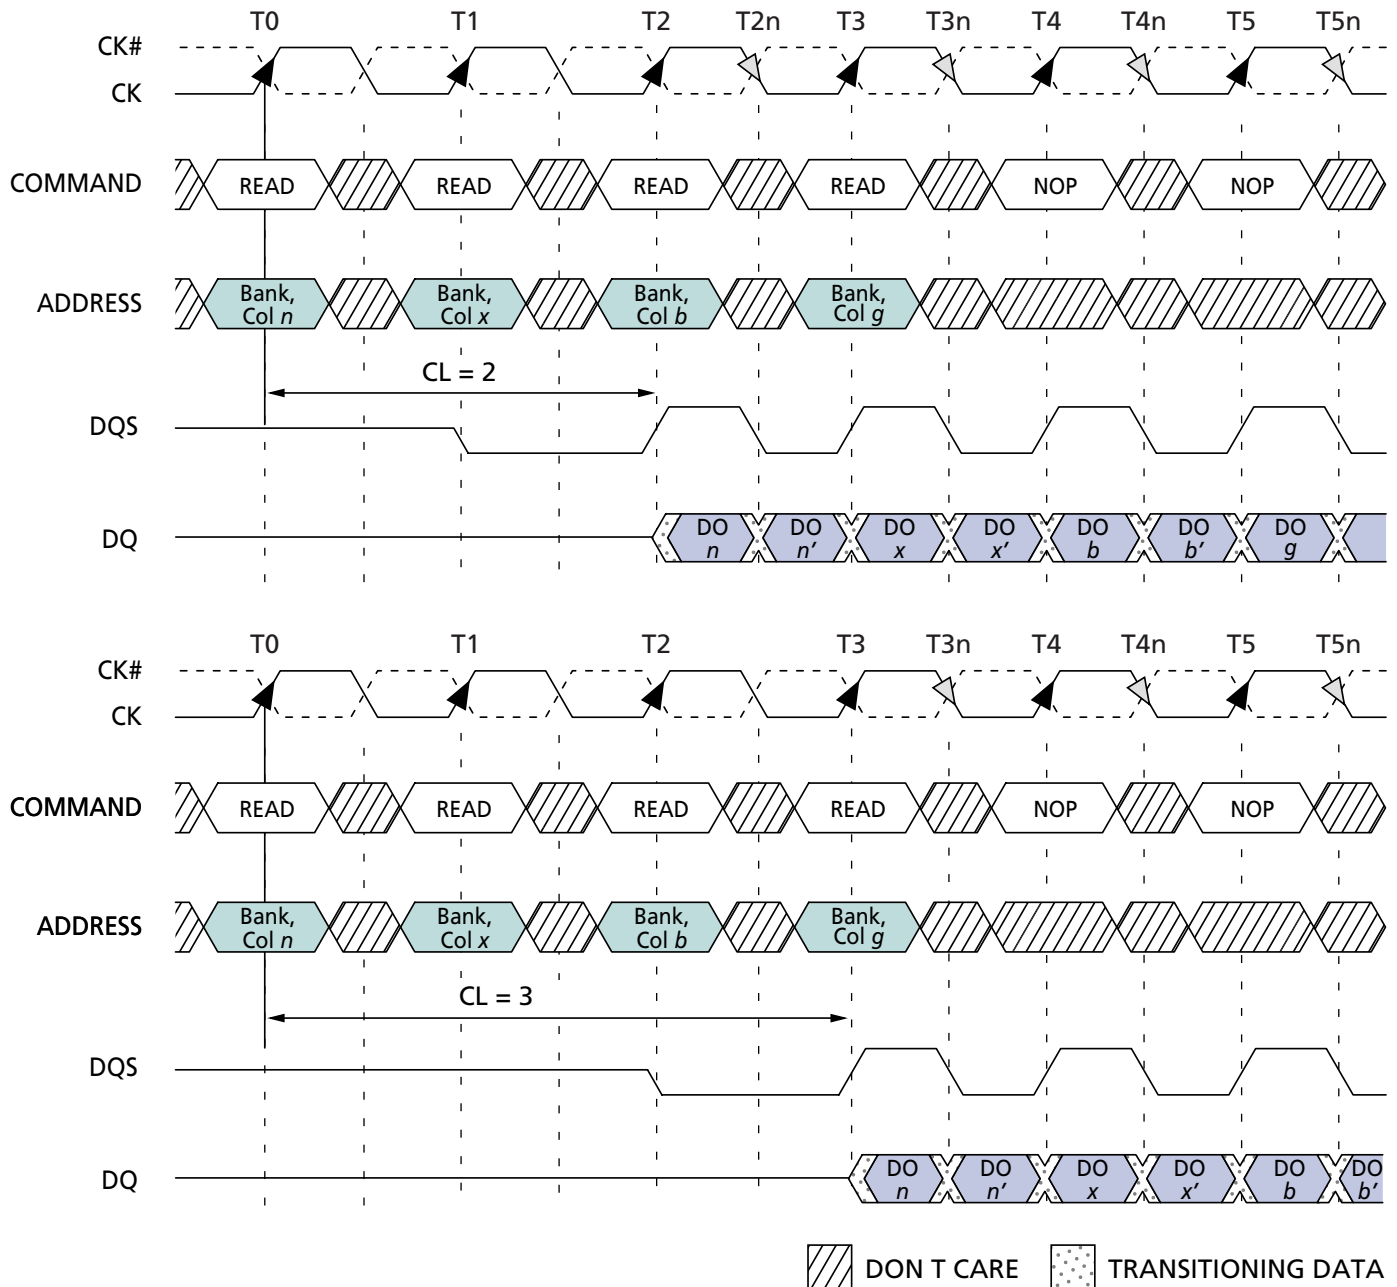 T0 T1 T2 T2n T3 T3n T4 T4n T5 T5n
CK#
CK
COMMAND READ READ READ READ NOP NOP
ADDRESS Bank, Col n Bank, Col x Bank, Col b Bank, Col g
CL = 2
DQS
DQ DO n DO n′ DO x DO x′ DO b DO b′ DO g
T0 T1 T2 T3 T3n T4 T4n T5 T5n
CK#
CK
COMMAND READ READ READ READ NOP NOP
ADDRESS Bank, Col n Bank, Col x Bank, Col b Bank, Col g
CL = 3
DQS
DQ DO n DO n′ DO x DO x′ DO b DO b′
DON T CARE TRANSITIONING DATA